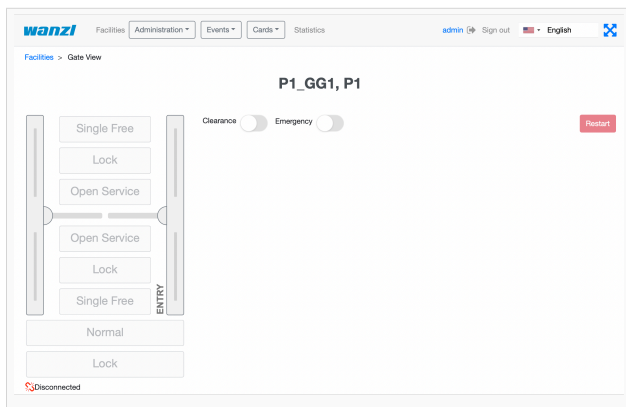 wanzl Facilities Administration Events Cards Statistics admin Sign out English
Facilities > Gate View
P1_GG1, P1
Single Free
Lock
Open Service
Open Service
Lock
Single Free
ENTRY
Normal
Lock
Disconnected
Clearance Emergency Restart